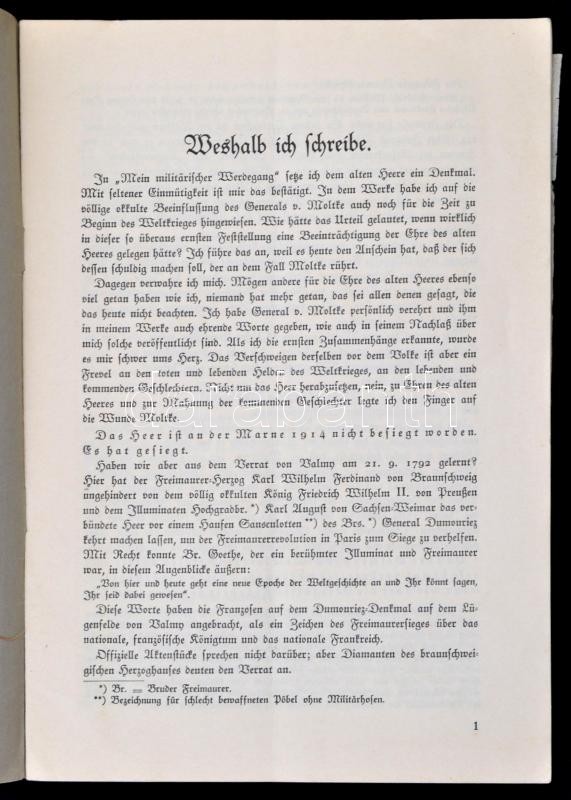 Weshalb ich schreibe.
In „Mein militärischer Werdegang“ setze ich dem alten Heere ein Denkmal.
Mit seltener Einmütigkeit ist mir das bestätigt. In dem Werke habe ich auf die
völlige okkulte Beeinflussung des Generals v. Moltke auch noch für die Zeit zu
Beginn des Weltkrieges hingewiesen. Wie hätte das Urteil gelautet, wenn wirklich
in dieser so überaus ernsten Feststellung eine Beeinträchtigung der Ehre des alten
Heeres gelegen hätte? Ich führe das an, weil es heute den Anschein hat, daß der sich
dessen schuldig machen soll, der an dem Fall Moltke rührt.
Dagegen verwahre ich mich. Mögen andere für die Ehre des alten Heeres ebenso
viel getan haben wie ich, niemand hat mehr getan, das sei allen denen gesagt, die
das heute nicht beachten. Ich habe General v. Moltke persönlich verehrt und ihm
in meinem Werke auch ehrende Worte gegeben, wie auch in seinem Nachlaß über
mich solche veröffentlicht sind. Als ich die ernsten Zusammenhänge erkannte, wurde
es mir schwer ums Herz. Das Verschweigen derselben vor dem Volke ist aber ein
Frevel an den toten und lebenden Helden des Weltkrieges, an den lebenden und
kommenden Geschlechtern. Nicht um das Heer herabzusetzen, nein, zu Ehren des alten
Heeres und zur Mahnung der kommenden Geschlechter legte ich den Finger auf
die Wunde Moltke.
Das Heer ist an der Marne 1914 nicht besiegt worden.
Es hat gesiegt.
Haben wir aber aus dem Verrat von Valmy am 21. 9. 1792 gelernt?
Hier hat der Freimaurer-Herzog Karl Wilhelm Ferdinand von Braunschweig
ungehindert von dem völlig okkulten König Friedrich Wilhelm II. von Preußen
und dem Illuminaten Hochgradbr. *) Karl August von Sachsen-Weimar das ver-
bündete Heer vor einem Haufen Sansculotten **) des Brs. *) General Dumouriez
kehrt machen lassen, um der Freimaurerrevolution in Paris zum Siege zu verhelfen.
Mit Recht konnte Br. Goethe, der ein berühmter Illuminat und Freimaurer
war, in diesem Augenblicke äußern:
„Von hier und heute geht eine neue Epoche der Weltgeschichte an und Ihr könnt sagen,
Ihr seid dabei gewesen“.
Diese Worte haben die Franzosen auf dem Dumouriez-Denkmal auf dem Lü-
genfelde von Valmy angebracht, als ein Zeichen des Freimaurersieges über das
nationale, französische Königtum und das nationale Frankreich.
Offizielle Aktenstücke sprechen nicht darüber; aber Diamanten des braunschwei-
gischen Herzoghauses deuten den Verrat an.
*) Br. = Bruder Freimaurer.
**) Bezeichnung für schlecht bewaffneten Pöbel ohne Militärhosen.
1
darabanth